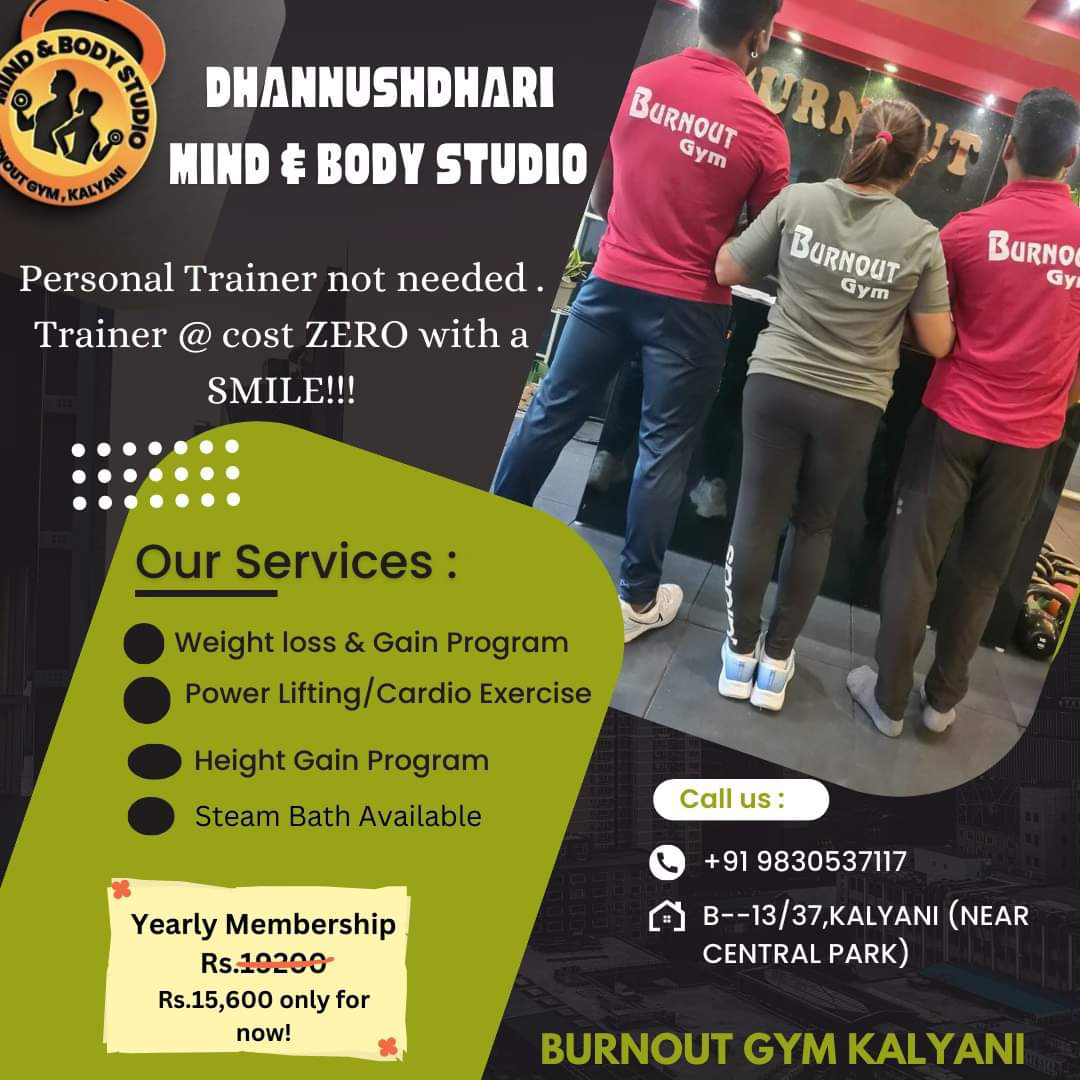 MIND & BODY STUDIO
BURNOUT GYM, KALYANI
DHANNUSHDHARI
MIND & BODY STUDIO
BURNOUT
BURNOUT
Gym
BURNOUT
Gym
BURNOU
Gy
Personal Trainer not needed .
Trainer @ cost ZERO with a
SMILE!!!
Our Services :
Weight loss & Gain Program
Power Lifting/Cardio Exercise
Height Gain Program
Steam Bath Available
Yearly Membership
Rs.19200
Rs.15,600 only for
now!
Call us :
+91 9830537117
B--13/37,KALYANI (NEAR
CENTRAL PARK)
BURNOUT GYM KALYANI